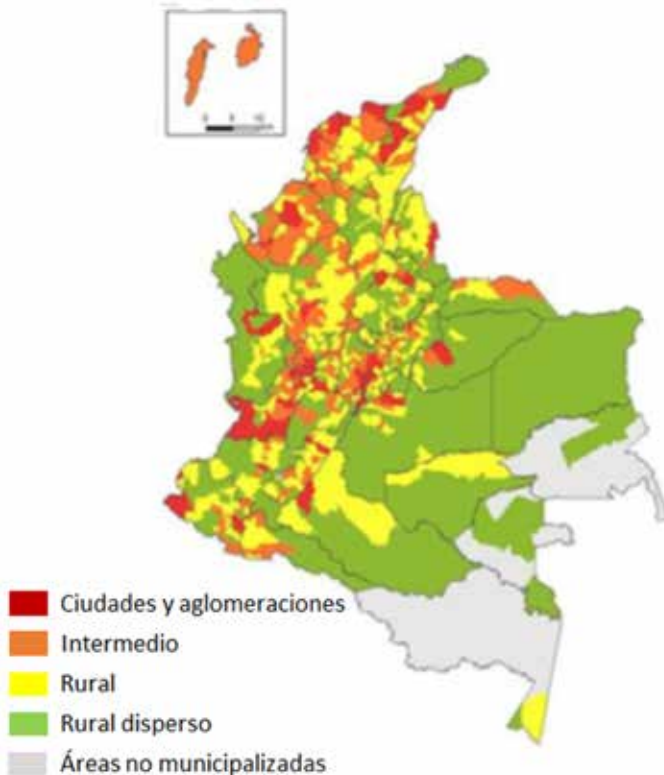 Ciudades y aglomeraciones
Intermedio
Rural
Rural disperso
Áreas no municipalizadas